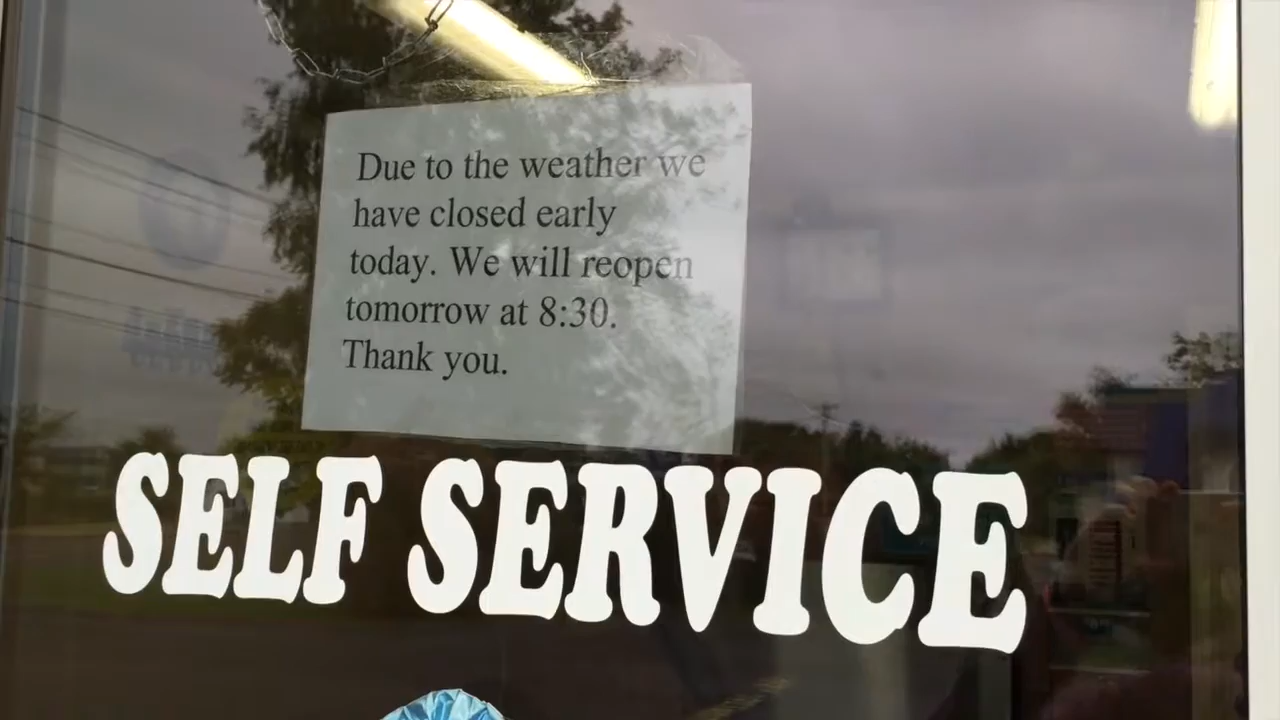 Due to the weather we
have closed early
today. We will reopen
tomorrow at 8:30.
Thank you.
SELF SERVICE